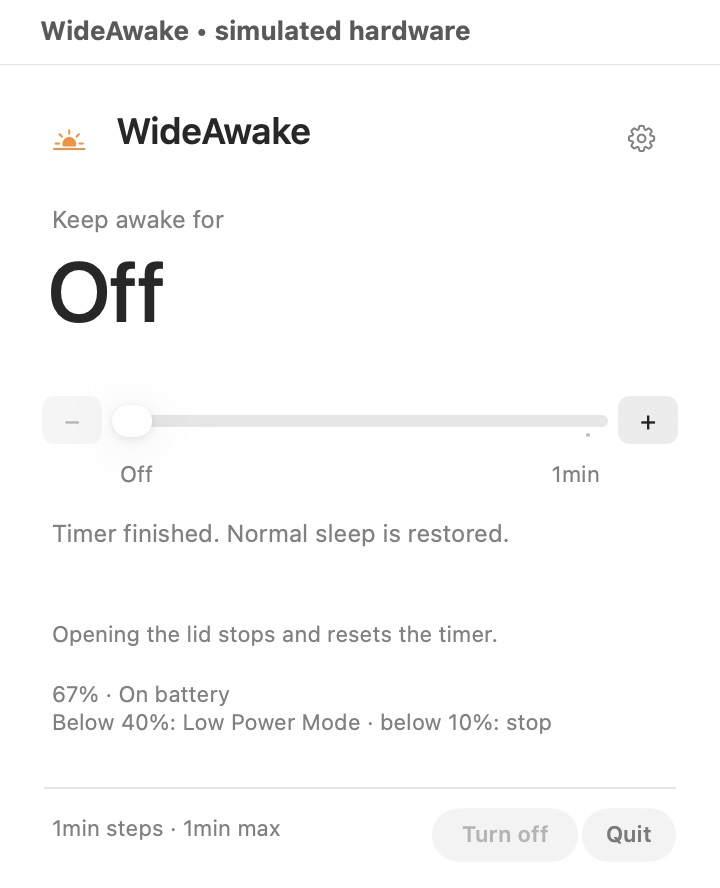 WideAwake • simulated hardware
WideAwake
Keep awake for
Off
− +
Off 1min
Timer finished. Normal sleep is restored.
Opening the lid stops and resets the timer.
67% · On battery
Below 40%: Low Power Mode · below 10%: stop
1min steps · 1min max Turn off Quit